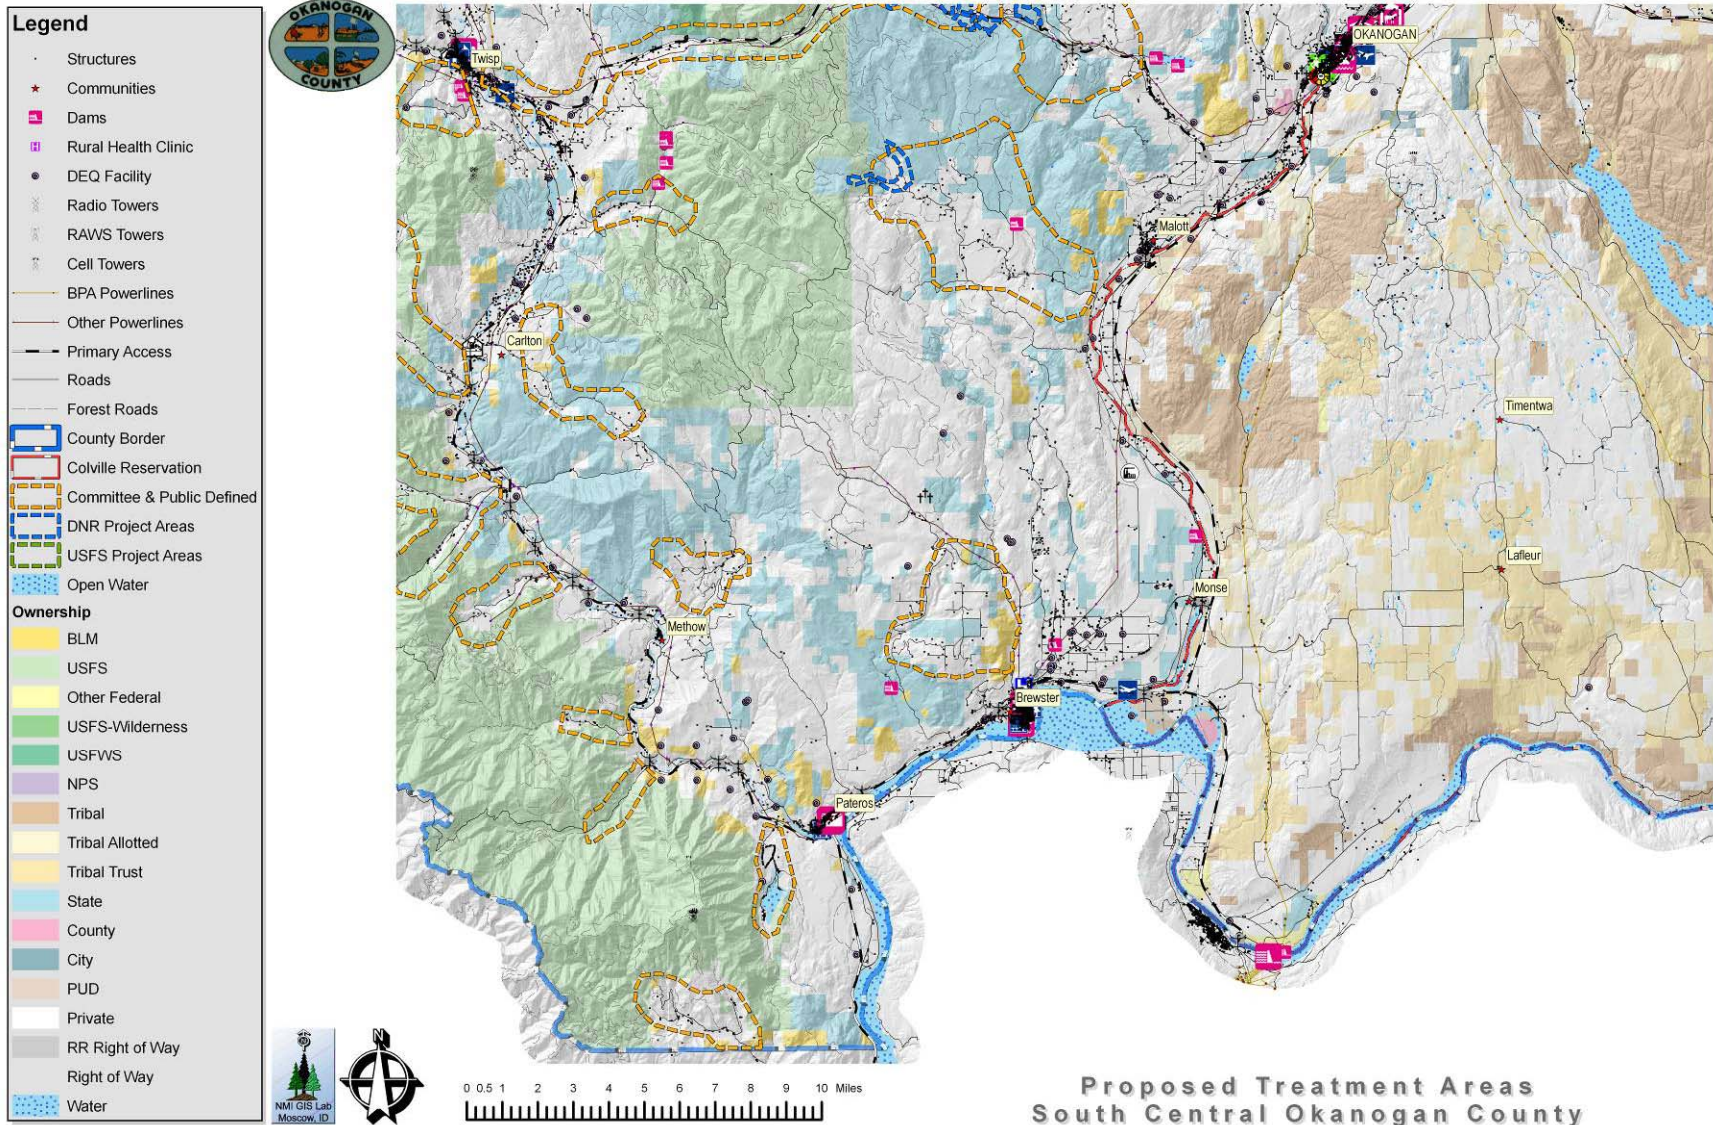 Legend
Structures
Communities
Dams
Rural Health Clinic
DEQ Facility
Radio Towers
RAWS Towers
Cell Towers
BPA Powerlines
Other Powerlines
Primary Access
Roads
Forest Roads
County Border
Colville Reservation
Committee & Public Defined
DNR Project Areas
USFS Project Areas
Open Water
Ownership
BLM
USFS
Other Federal
USFS-Wilderness
USFWS
NPS
Tribal
Tribal Allotted
Tribal Trust
State
County
City
PUD
Private
RR Right of Way
Right of Way
Water
OKANOGAN
COUNTY
Twisp
OKANOGAN
Malott
Carlton
Timentwa
Lafleur
Monse
Methow
Brewster
Pateros
NMI GIS Lab
Moscow, ID
N
0 0.5 1 2 3 4 5 6 7 8 9 10 Miles
Proposed Treatment Areas
South Central Okanogan County